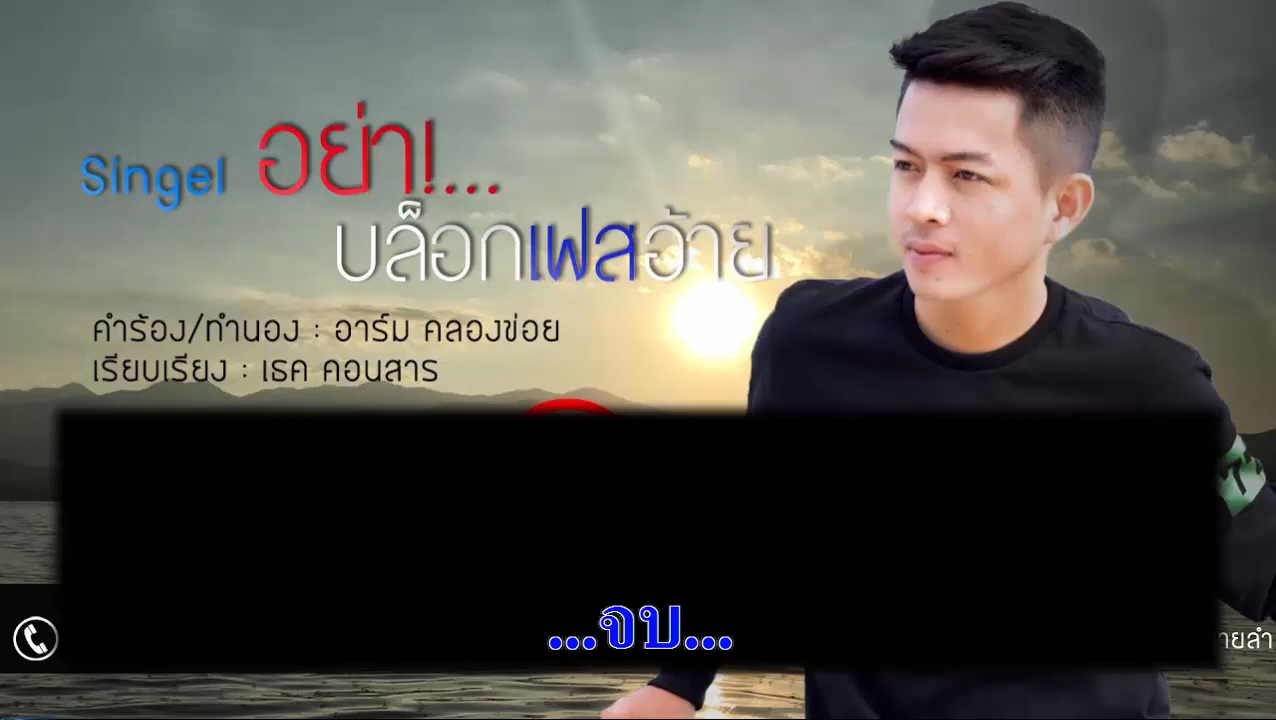 Singel อย่า!...
บล็อกเฟสอ้าย
คำร้อง/ทำนอง : อาร์ม คลองข่อย
เรียบเรียง : เธค คอนสาร
...จบ...